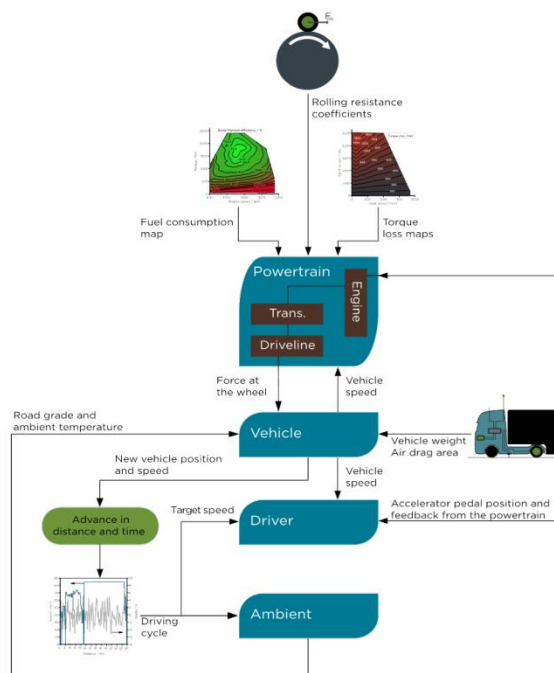 Rolling resistance
coefficients
Fuel consumption
map
Torque
loss maps
Powertrain
Engine
Trans.
Driveline
Force at
the wheel
Vehicle
speed
Road grade and
ambient temperature
Vehicle
Vehicle weight
Air drag area
New vehicle position
and speed
Vehicle
speed
Advance in
distance and time
Target speed
Driver
Accelerator pedal position and
feedback from the powertrain
Driving
cycle
Ambient